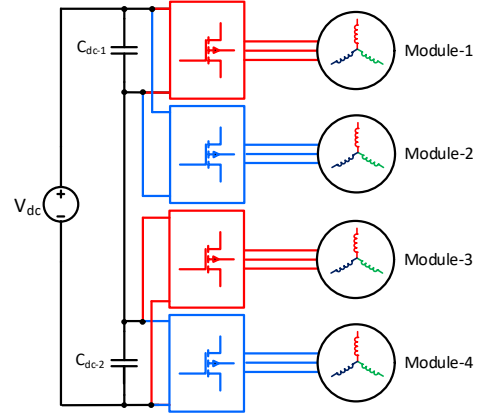 C_dc-1
Module-1
Module-2
V_dc
+
−
Module-3
C_dc-2
Module-4